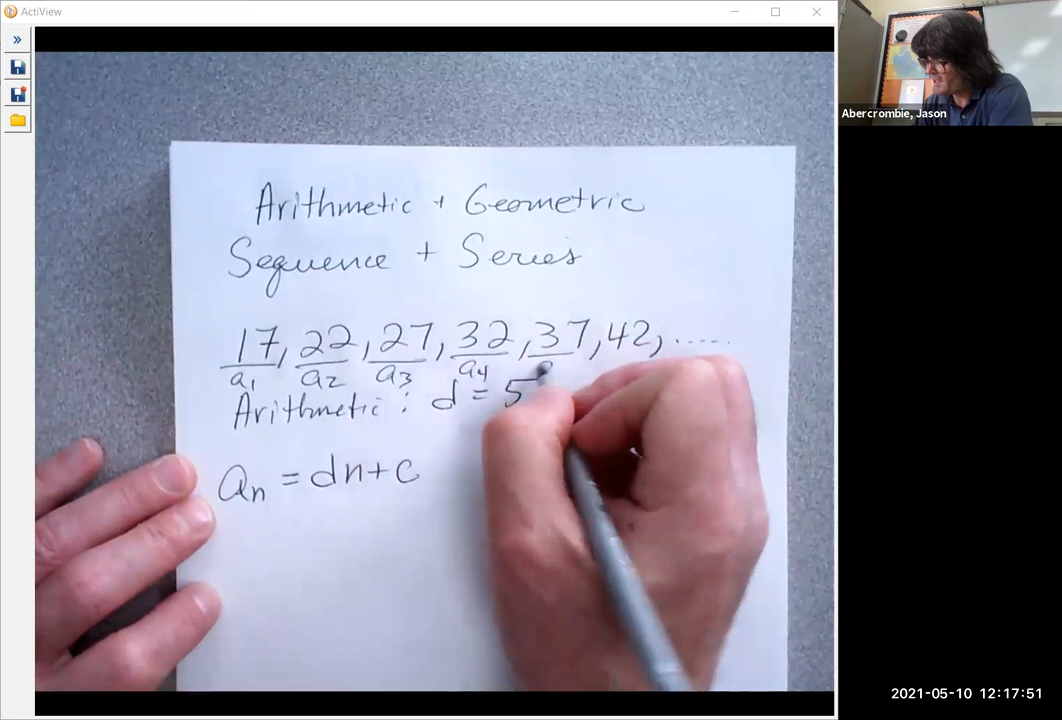 ActiView
Abercrombie, Jason
Arithmetic + Geometric
Sequence + Series
17, 22, 27, 32, 37, 42, .....
a1 a2 a3 a4 a
Arithmetic : d = 5
an = dn+c
2021-05-10 12:17:51